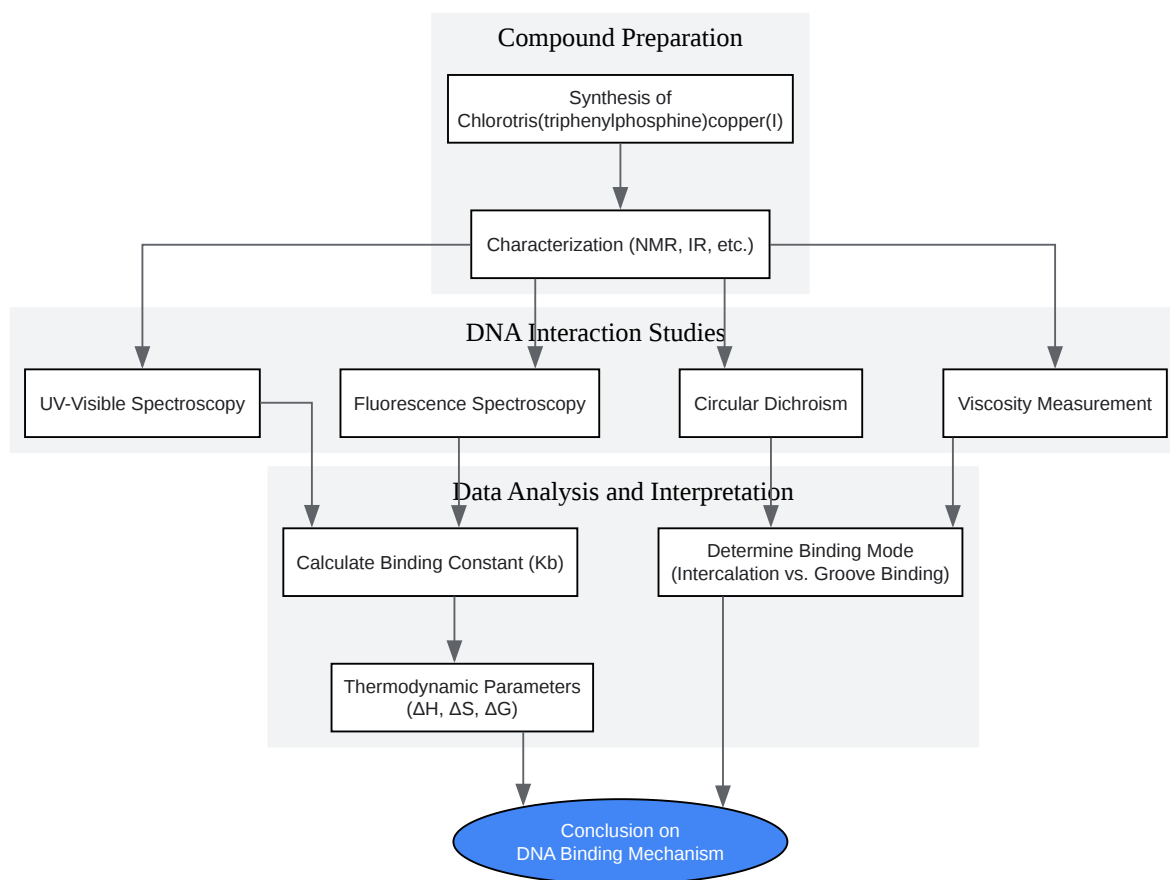 Compound Preparation
Synthesis of
Chlorotris(triphenylphosphine)copper(I)
Characterization (NMR, IR, etc.)
DNA Interaction Studies
UV-Visible Spectroscopy
Fluorescence Spectroscopy
Circular Dichroism
Viscosity Measurement
Data Analysis and Interpretation
Calculate Binding Constant (Kb)
Determine Binding Mode
(Intercalation vs. Groove Binding)
Thermodynamic Parameters
(ΔH, ΔS, ΔG)
Conclusion on
DNA Binding Mechanism